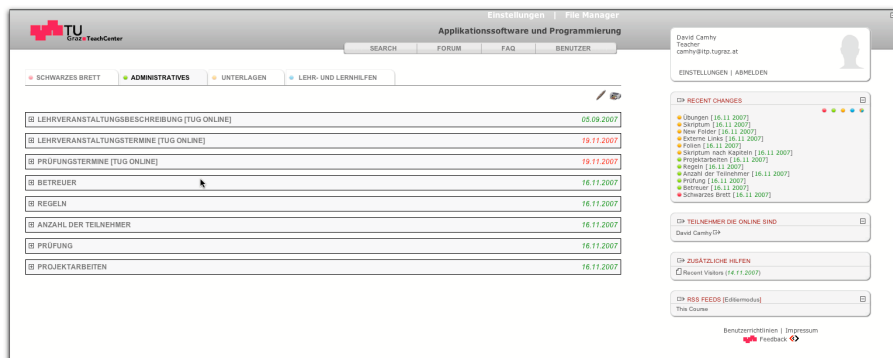 Einstellungen | File Manager
TU
Graz TeachCenter
Applikationssoftware und Programmierung
SEARCH FORUM FAQ BENUTZER
SCHWARZES BRETT ADMINISTRATIVES UNTERLAGEN LEHR- UND LERNHILFEN
LEHRVERANSTALTUNGSBESCHREIBUNG [TUG ONLINE] 05.09.2007
LEHRVERANSTALTUNGSTERMINE [TUG ONLINE] 19.11.2007
PRÜFUNGSTERMINE [TUG ONLINE] 19.11.2007
BETREUER 16.11.2007
REGELN 16.11.2007
ANZAHL DER TEILNEHMER 16.11.2007
PRÜFUNG 16.11.2007
PROJEKTARBEITEN 16.11.2007
David Camhy
Teacher
camhy@itp.tugraz.at
EINSTELLUNGEN | ABMELDEN
RECENT CHANGES
Übungen [16.11 2007]
Skriptum [16.11 2007]
New Folder [16.11 2007]
Externe Links [16.11 2007]
Folien [16.11 2007]
Skriptum nach Kapiteln [16.11 2007]
Projektarbeiten [16.11 2007]
Regeln [16.11 2007]
Anzahl der Teilnehmer [16.11 2007]
Prüfung [16.11 2007]
Betreuer [16.11 2007]
Schwarzes Brett [16.11 2007]
TEILNEHMER DIE ONLINE SIND
David Camhy
ZUSÄTZLICHE HILFEN
Recent Visitors (14.11.2007)
RSS FEEDS [Editiermodus]
This Course
Benutzerrichtlinien | Impressum
Feedback